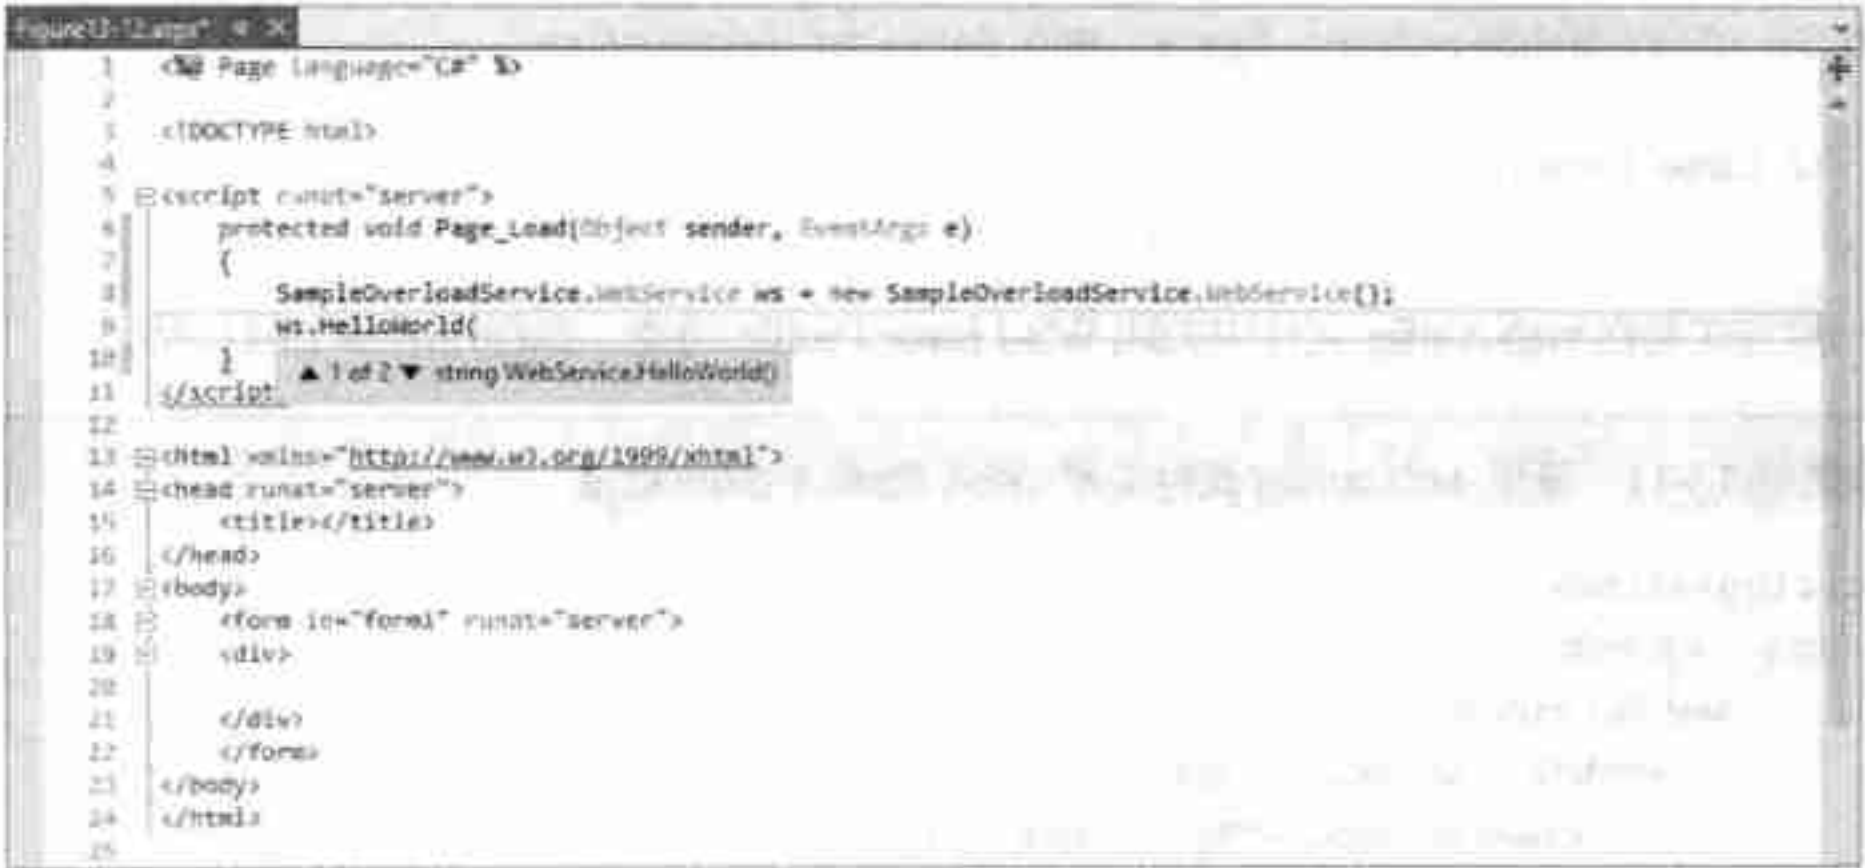 Figure13-12.aspx*
1 <%@ Page Language="C#" %>
2
3 <!DOCTYPE html>
4
5 <script runat="server">
6 protected void Page_Load(Object sender, EventArgs e)
7 {
8 SampleOverloadService.WebService ws = new SampleOverloadService.WebService();
9 ws.HelloWorld(
10 }
▲ 1 of 2 ▼ string WebService.HelloWorld()
11 </script
12
13 <html xmlns="http://www.w3.org/1999/xhtml">
14 <head runat="server">
15 <title></title>
16 </head>
17 <body>
18 <form id="form1" runat="server">
19 <div>
20
21 </div>
22 </form>
23 </body>
24 </html>
25